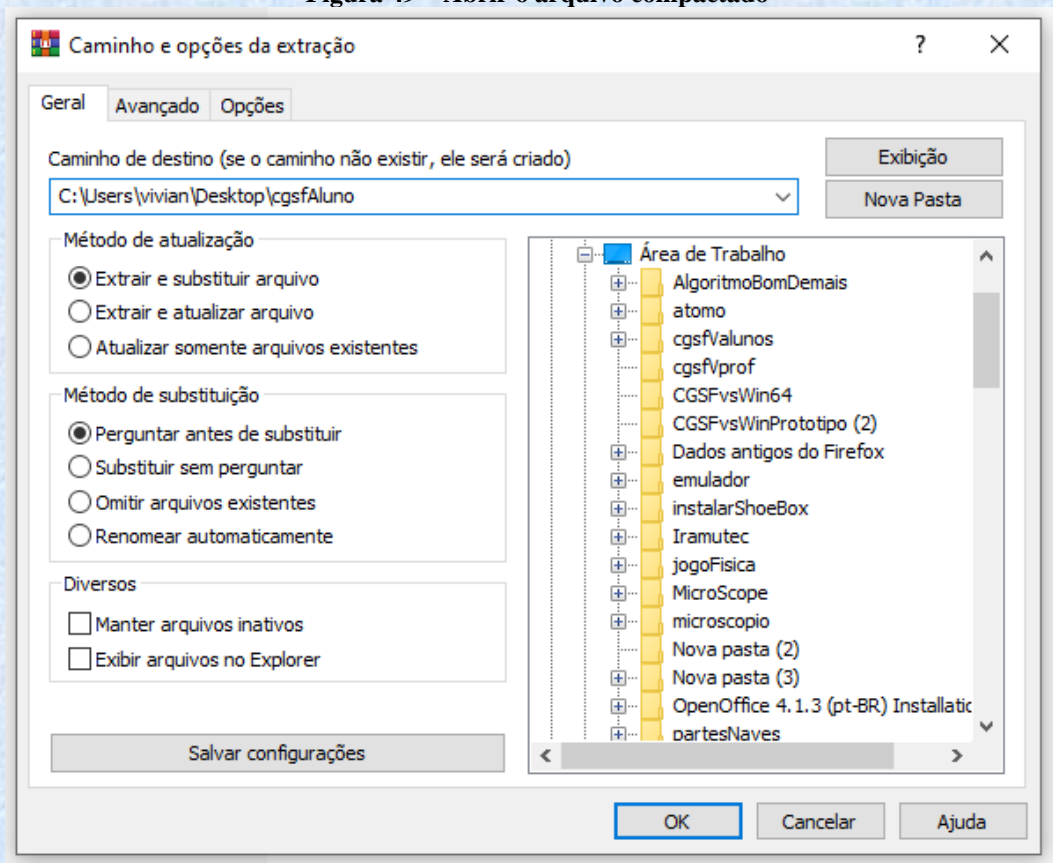 Figura 49 – Abrir o arquivo compactado
Caminho e opções da extração
?
Geral Avançado Opções
Caminho de destino (se o caminho não existir, ele será criado)
Exibição
C:\Users\vivian\Desktop\cgsfAluno
Nova Pasta
Método de atualização
Extrair e substituir arquivo
Extrair e atualizar arquivo
Atualizar somente arquivos existentes
Método de substituição
Perguntar antes de substituir
Substituir sem perguntar
Omitir arquivos existentes
Renomear automaticamente
Diversos
Manter arquivos inativos
Exibir arquivos no Explorer
Salvar configurações
Área de Trabalho
AlgoritmoBomDemais
atomo
cgsfValunos
cgsfVprof
CGSFvsWin64
CGSFvsWinPrototipo (2)
Dados antigos do Firefox
emulador
instalarShoeBox
Iramutec
jogoFisica
MicroScope
microscopio
Nova pasta (2)
Nova pasta (3)
OpenOffice 4.1.3 (pt-BR) Installatic
partesNaves
OK Cancelar Ajuda